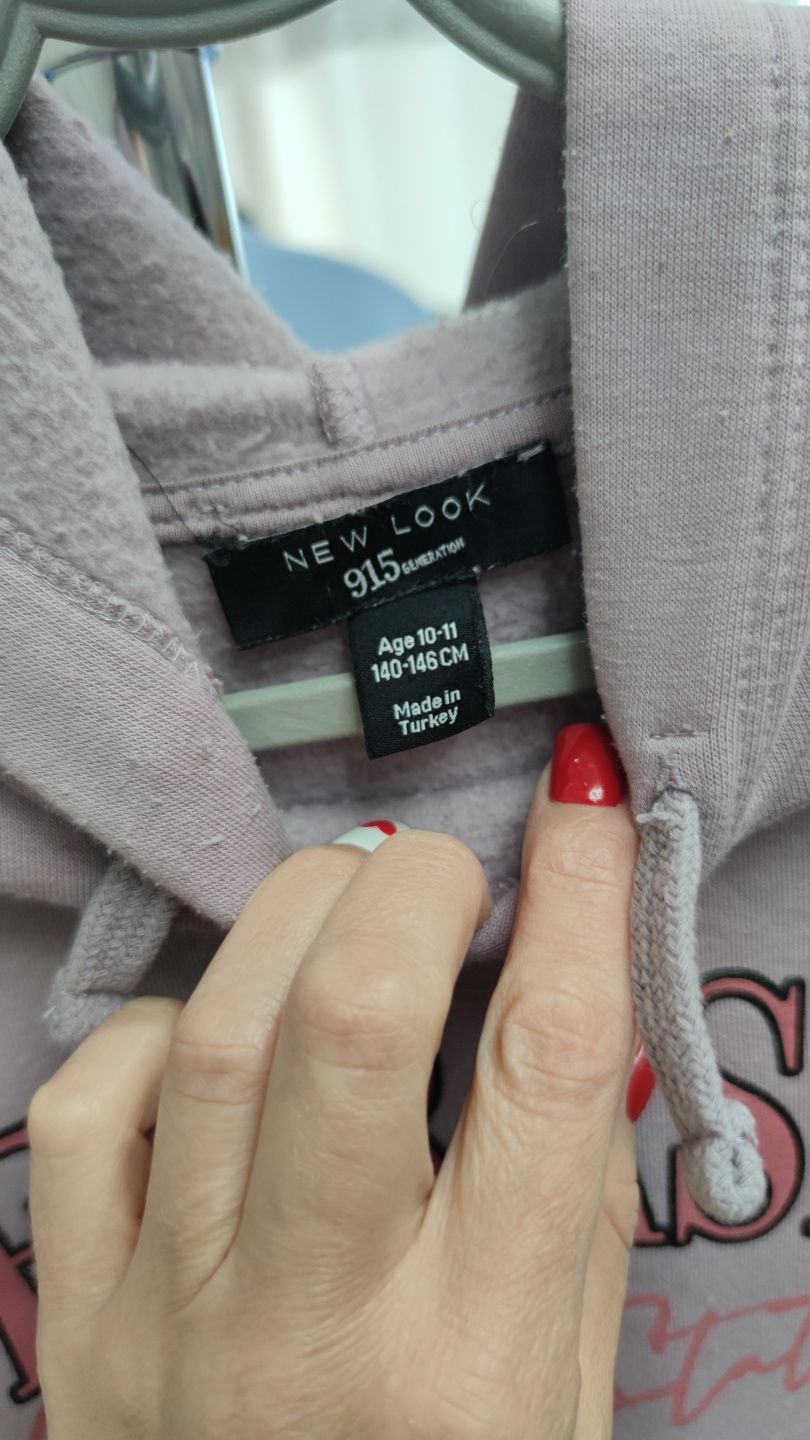 NEW LOOK
915 GENERATION
Age 10-11
140-146 CM
Made in
Turkey